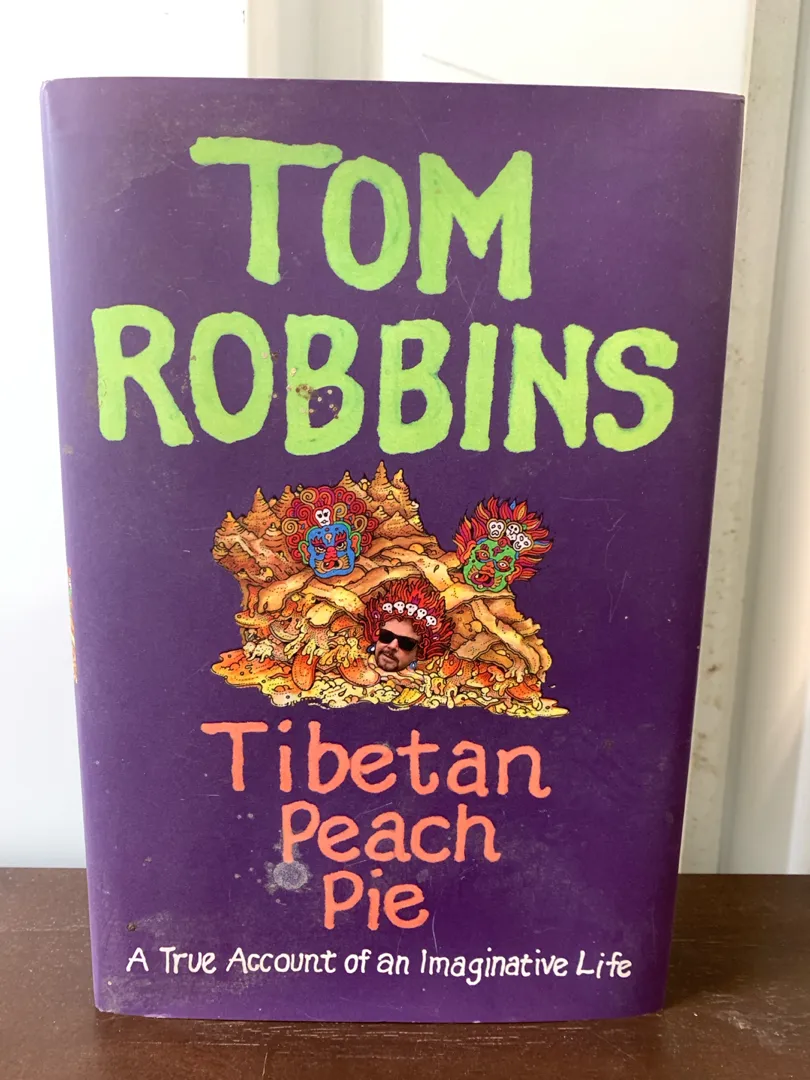 TOM
ROBBINS
Tibetan
Peach
Pie
A True Account of an Imaginative Life